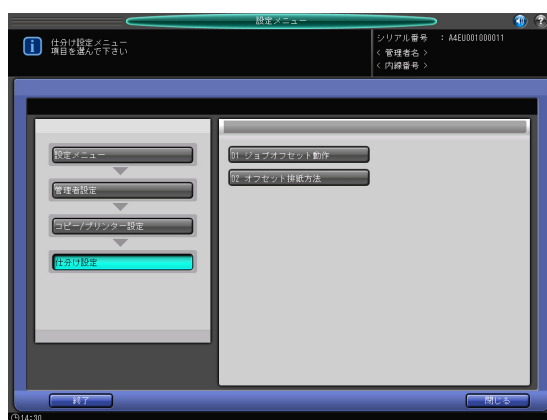 設定メニュー
仕分け設定メニュー
項目を選んで下さい
シリアル番号 : A4EU001000011
< 管理者名 >
< 内線番号 >
設定メニュー
管理者設定
コピー/プリンター設定
仕分け設定
01 ジョブオフセット動作
02 オフセット排紙方法
終了
閉じる
14:30